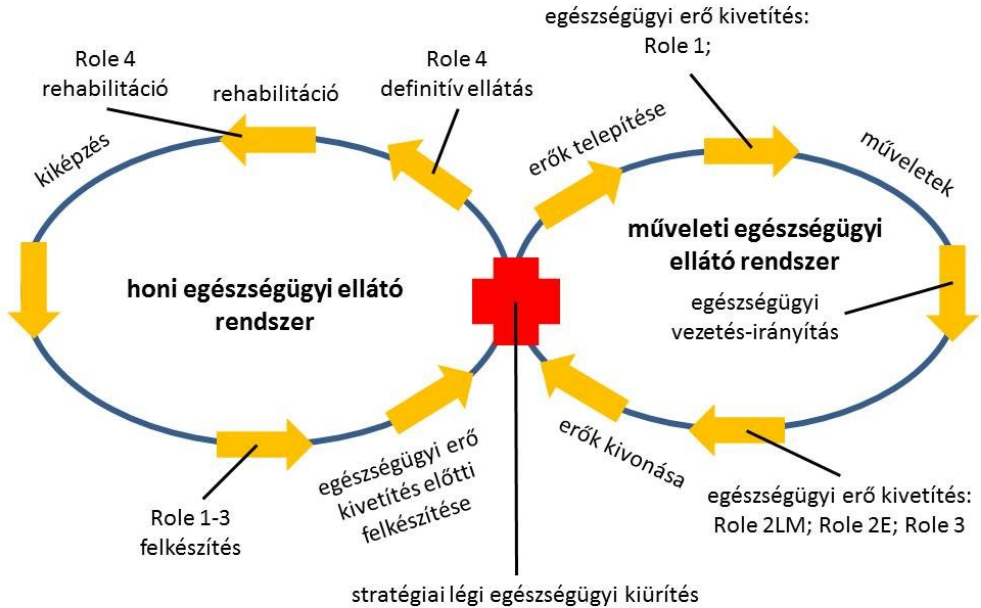 egészségügyi erő kivetítés:
Role 1;
Role 4
rehabilitáció
rehabilitáció
Role 4
definitív ellátás
kiképzés
erők telepítése
műveletek
honi egészségügyi ellátó
rendszer
műveleti egészségügyi
ellátó rendszer
egészségügyi
vezetés-irányítás
Role 1-3
felkészítés
egészségügyi erő
kivetítés előtti
felkészítése
erők kivonása
egészségügyi erő kivetítés:
Role 2LM; Role 2E; Role 3
stratégiai légi egészségügyi kiürítés